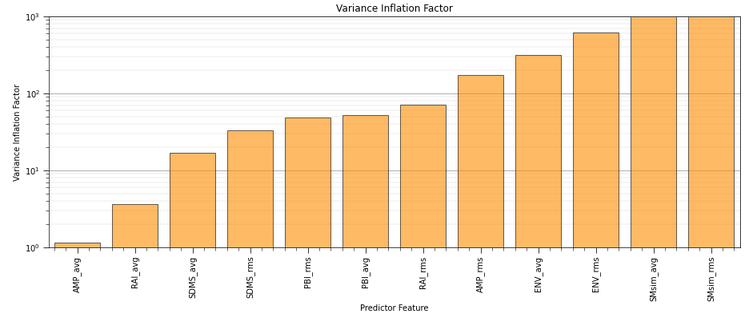 Variance Inflation Factor
Variance Inflation Factor
10³
10²
10¹
10⁰
AMP_avg
RAI_avg
SDMS_avg
SDMS_rms
PBI_rms
PBI_avg
RAI_rms
AMP_rms
ENV_avg
ENV_rms
SMsim_avg
SMsim_rms
Predictor Feature